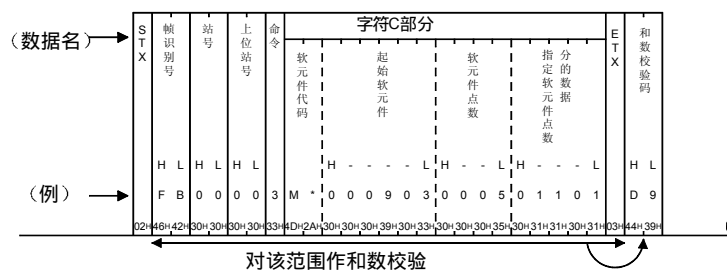 字符C部分
（数据名）
STX
帧识别号
站号
上位站号
命令
软元件代码
起始软元件
软元件点数
指定软元件点数
分的数据
ETX
和数校验码
H L H L H L H - - - - L H - - L H - - - L H L
（例） F B 0 0 0 0 3 M * 0 0 0 9 0 3 0 0 0 5 0 1 1 0 1 D 9
02H 46H 42H 30H 30H 30H 30H 33H 4DH 2AH 30H 30H 30H 39H 30H 33H 30H 30H 30H 35H 30H 31H 31H 30H 31H 03H 44H 39H
对该范围作和数校验